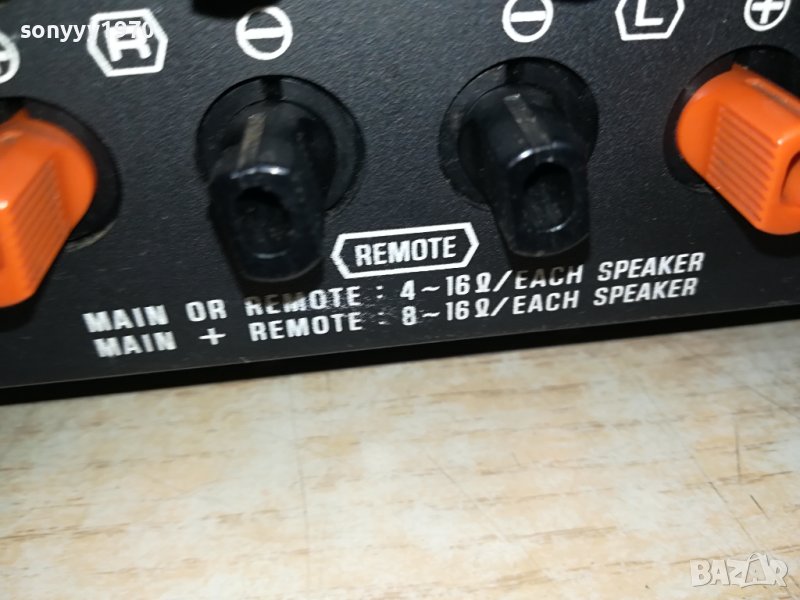 sonyyy1970
R
L
REMOTE
MAIN OR REMOTE : 4~16Ω/EACH SPEAKER
MAIN + REMOTE : 8~16Ω/EACH SPEAKER
BAZAR